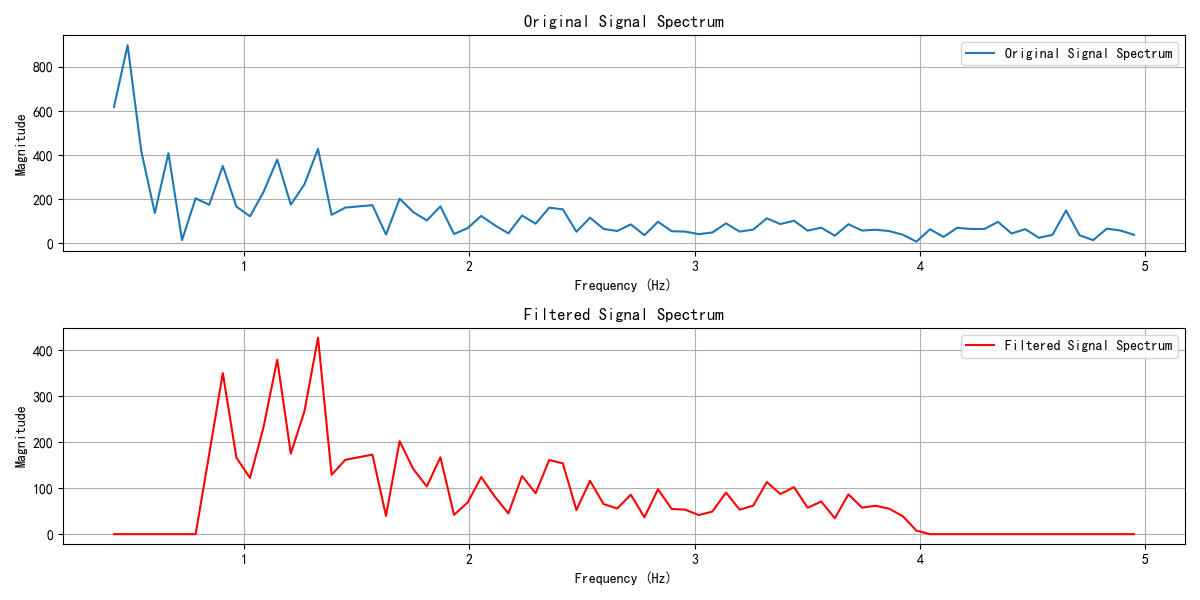 Original Signal Spectrum
Original Signal Spectrum
Magnitude
800
600
400
200
0
1 2 3 4 5
Frequency (Hz)
Filtered Signal Spectrum
Filtered Signal Spectrum
Magnitude
400
300
200
100
0
1 2 3 4 5
Frequency (Hz)